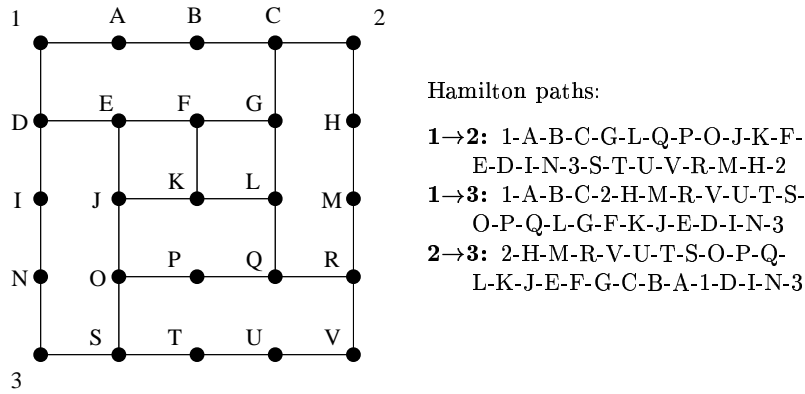 1 A B C 2
D E F G H
I J K L M
N O P Q R
S T U V
3
Hamilton paths:
1→2: 1-A-B-C-G-L-Q-P-O-J-K-F-
E-D-I-N-3-S-T-U-V-R-M-H-2
1→3: 1-A-B-C-2-H-M-R-V-U-T-S-
O-P-Q-L-G-F-K-J-E-D-I-N-3
2→3: 2-H-M-R-V-U-T-S-O-P-Q-
L-K-J-E-F-G-C-B-A-1-D-I-N-3